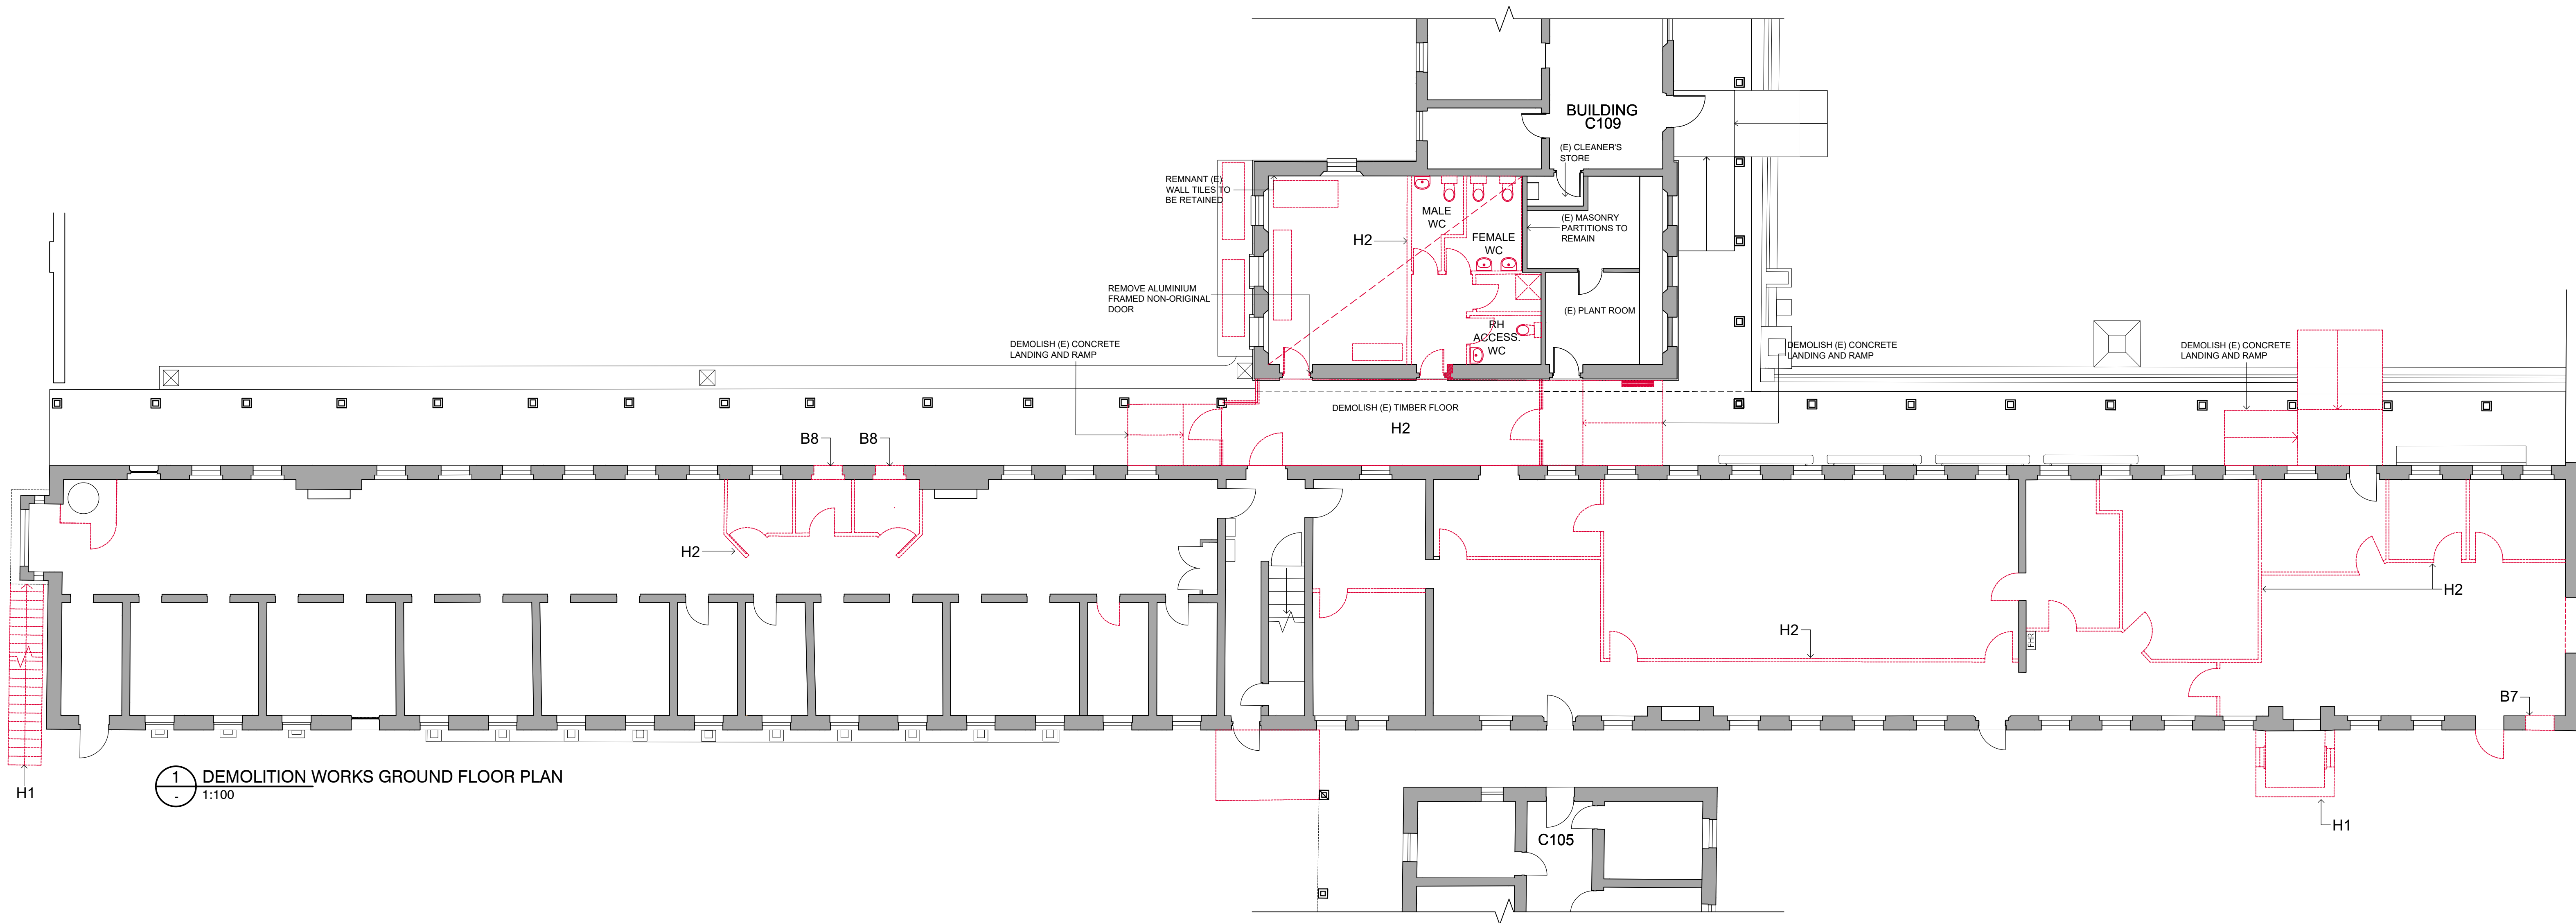 BUILDING
C109
(E) CLEANER'S
STORE
REMNANT (E)
WALL TILES TO
BE RETAINED
MALE
WC
FEMALE
WC
(E) MASONRY
PARTITIONS TO
REMAIN
H2
REMOVE ALUMINIUM
FRAMED NON-ORIGINAL
DOOR
(E) PLANT ROOM
RH
ACCESS.
WC
DEMOLISH (E) CONCRETE
LANDING AND RAMP
DEMOLISH (E) CONCRETE
LANDING AND RAMP
DEMOLISH (E) CONCRETE
LANDING AND RAMP
DEMOLISH (E) TIMBER FLOOR
H2
B8
B8
H2
H2
H2
FHR
B7
H1
1
-
DEMOLITION WORKS GROUND FLOOR PLAN
1:100
C105
H1